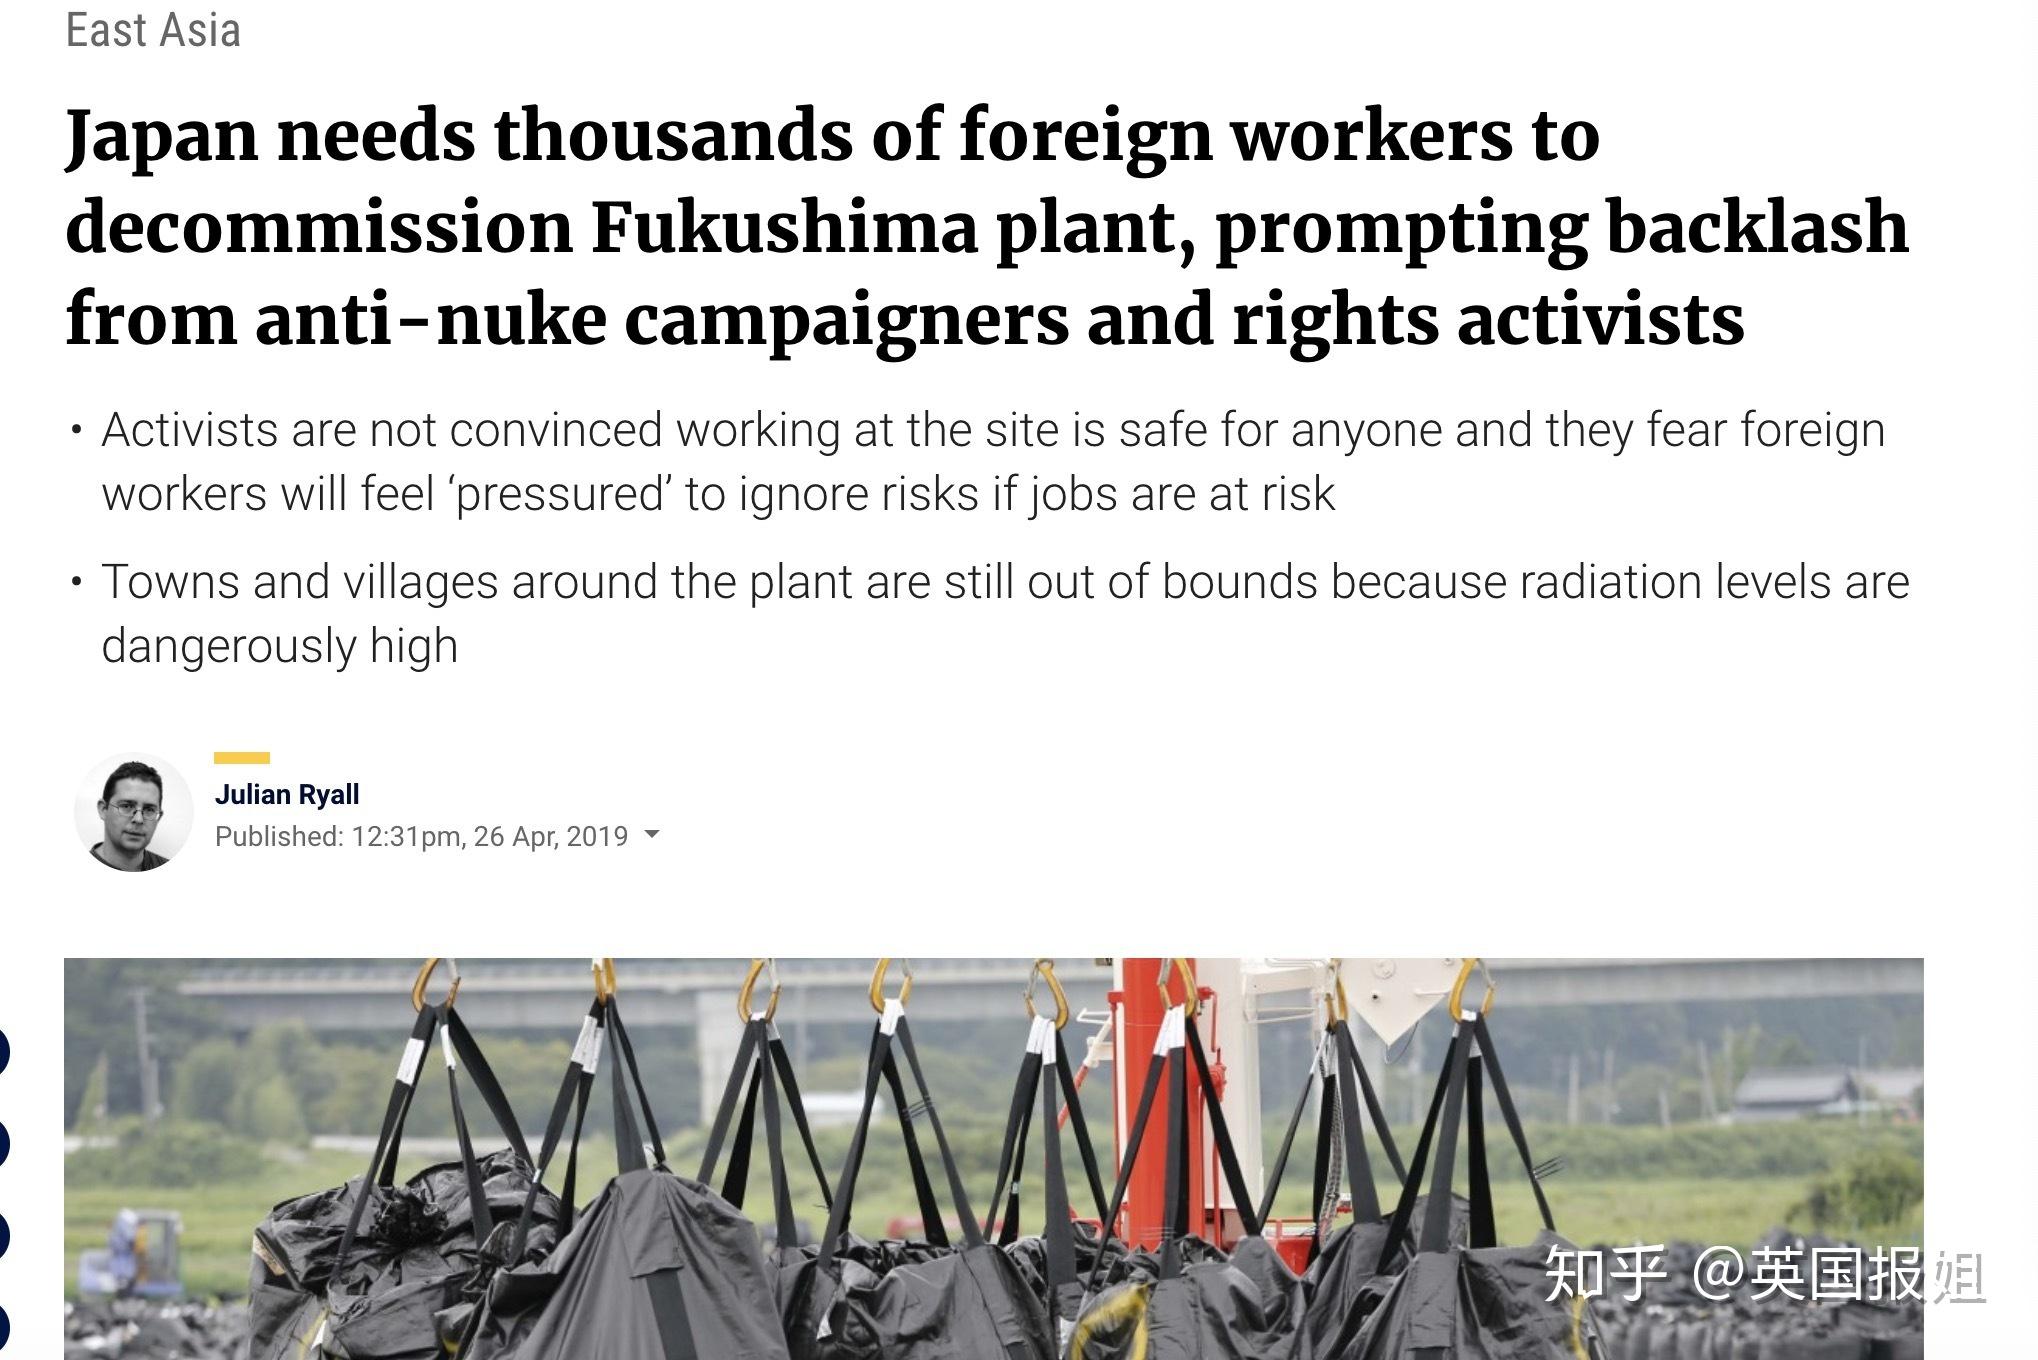 East Asia
Japan needs thousands of foreign workers to
decommission Fukushima plant, prompting backlash
from anti-nuke campaigners and rights activists
• Activists are not convinced working at the site is safe for anyone and they fear foreign
workers will feel ‘pressured’ to ignore risks if jobs are at risk
• Towns and villages around the plant are still out of bounds because radiation levels are
dangerously high
Julian Ryall
Published: 12:31pm, 26 Apr, 2019
知乎 @英国报姐